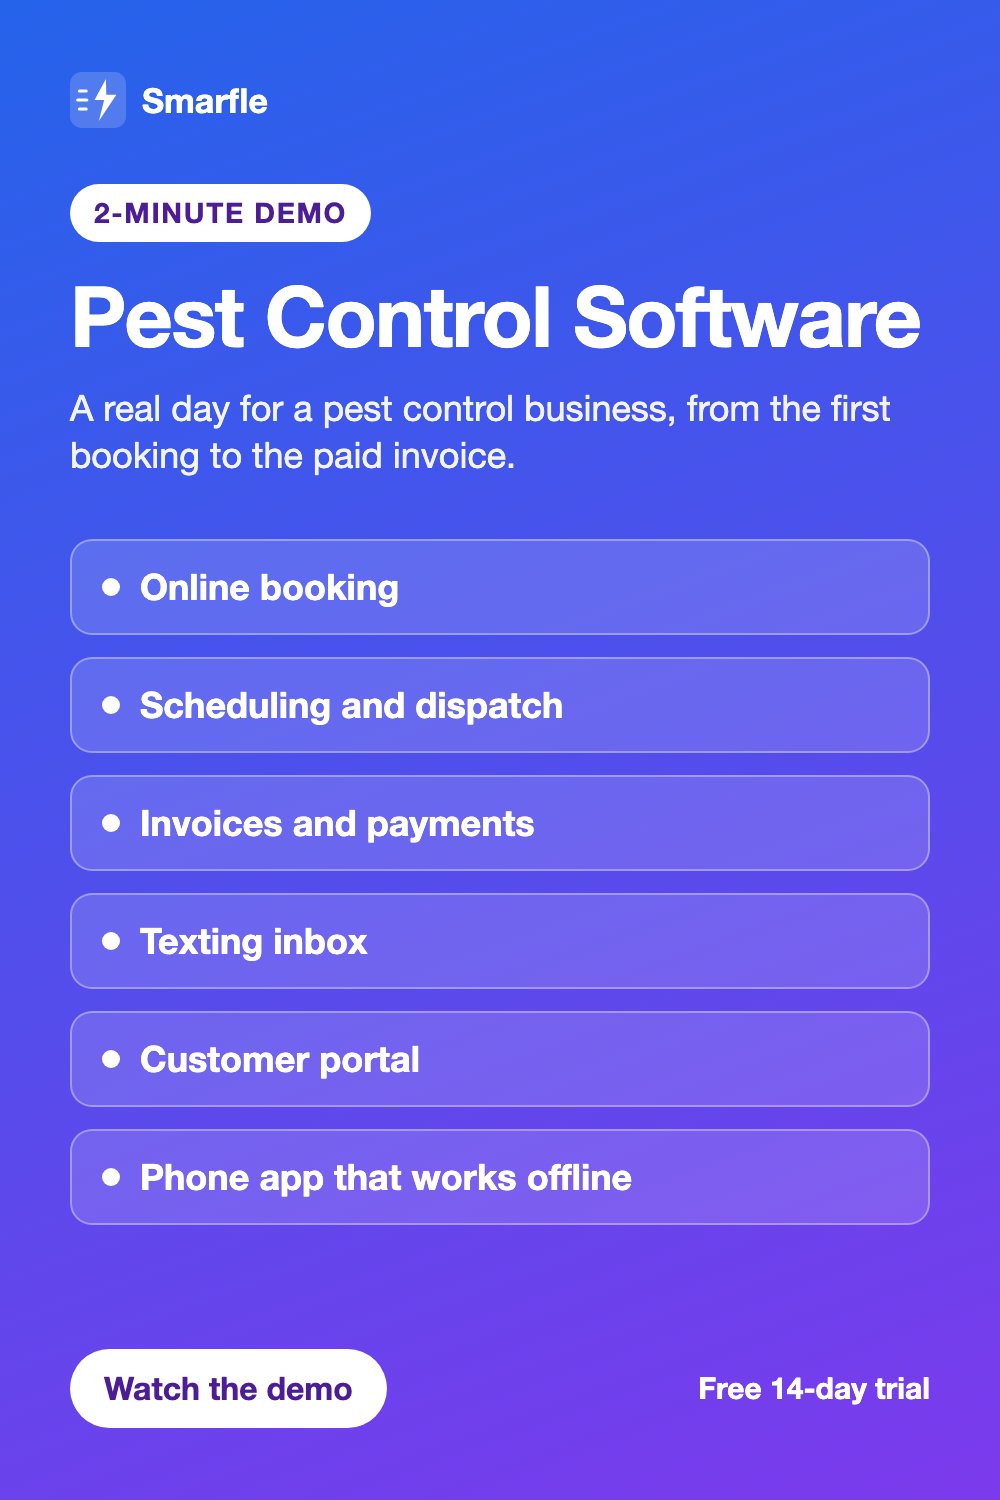 Smarfle
2-MINUTE DEMO
Pest Control Software
A real day for a pest control business, from the first
booking to the paid invoice.
Online booking
Scheduling and dispatch
Invoices and payments
Texting inbox
Customer portal
Phone app that works offline
Watch the demo
Free 14-day trial